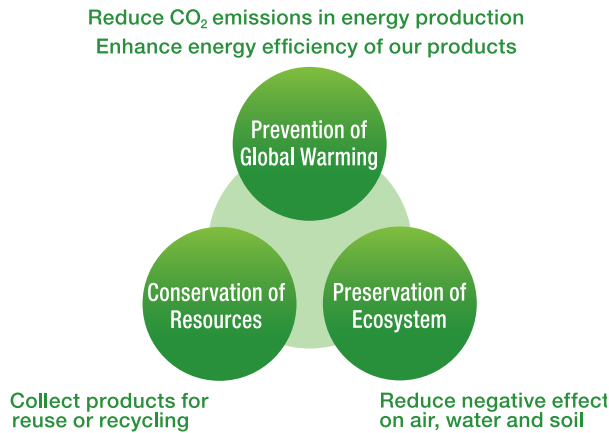 Reduce CO₂ emissions in energy production
Enhance energy efficiency of our products
Prevention of
Global Warming
Conservation of
Resources
Preservation of
Ecosystem
Collect products for
reuse or recycling
Reduce negative effect
on air, water and soil